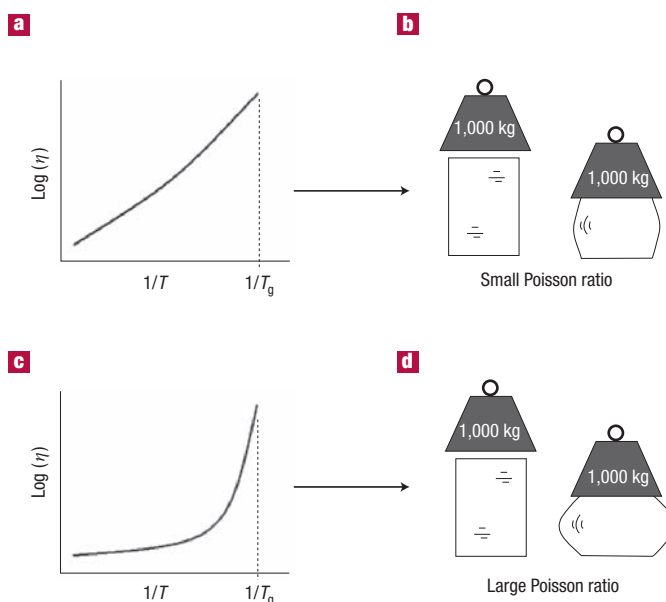 a
b
Log (η)
1/T
1/Tg
1,000 kg
1,000 kg
Small Poisson ratio
c
d
Log (η)
1/T
1/Tg
1,000 kg
1,000 kg
Large Poisson ratio